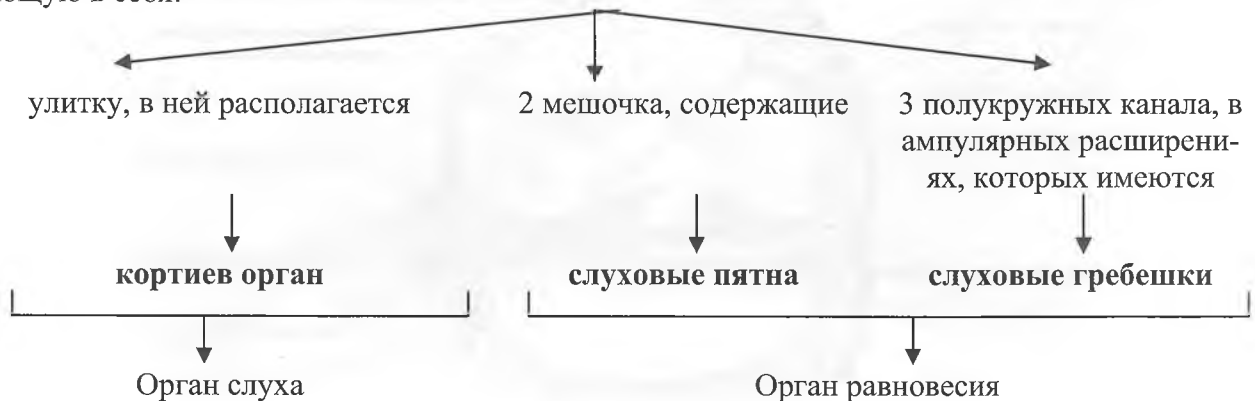 улитку, в ней располагается
2 мешочка, содержащие
3 полукружных канала, в
ампулярных расширени-
ях, которых имеются
кортиев орган
слуховые пятна
слуховые гребешки
Орган слуха
Орган равновесия